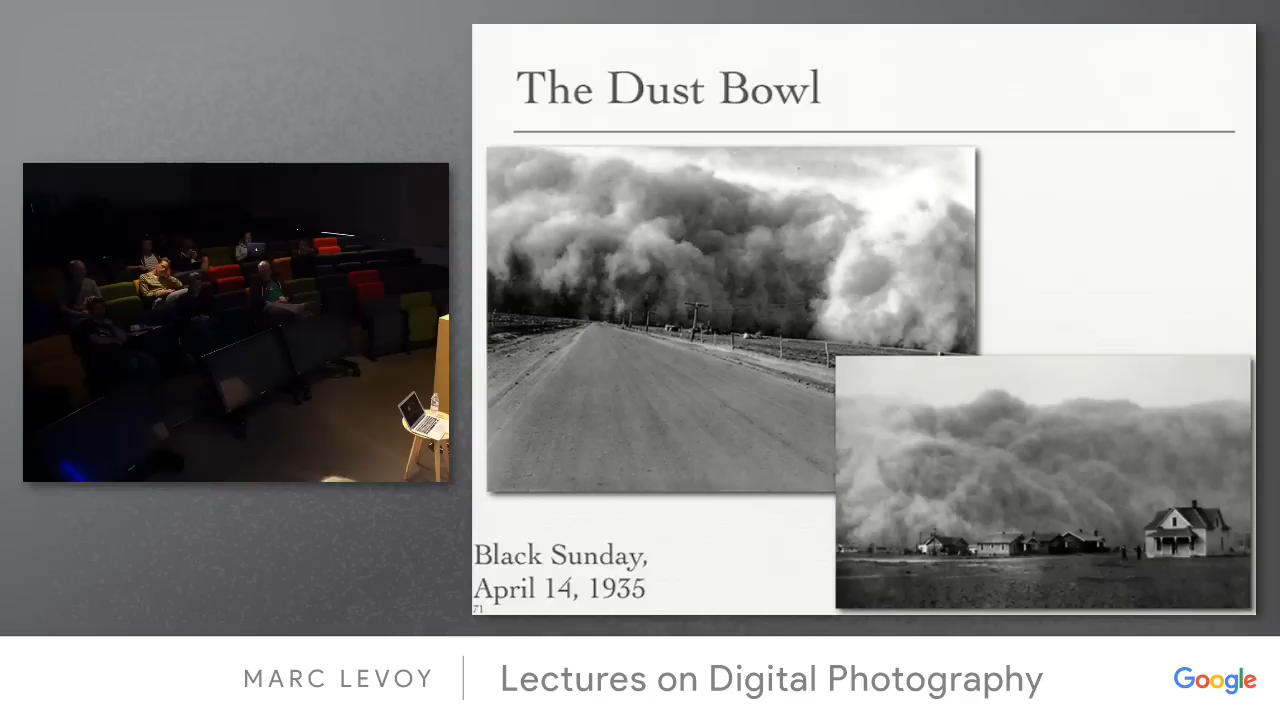 The Dust Bowl
Black Sunday,
April 14, 1935
71
MARC LEVOY
Lectures on Digital Photography
Google